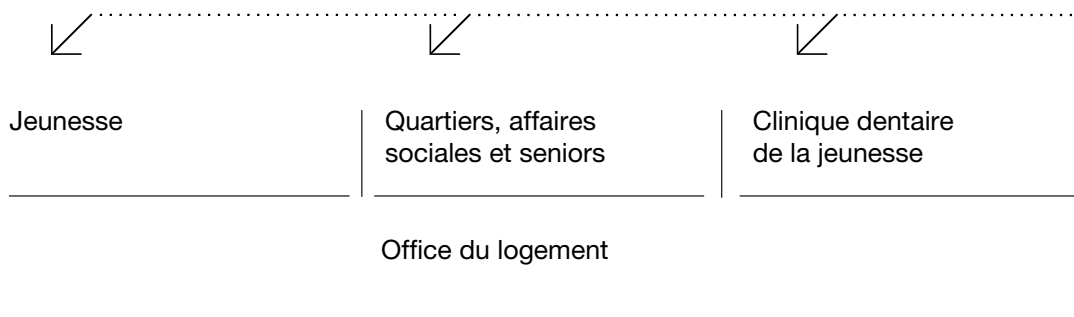 Jeunesse
Quartiers, affaires
sociales et seniors
Clinique dentaire
de la jeunesse
Office du logement